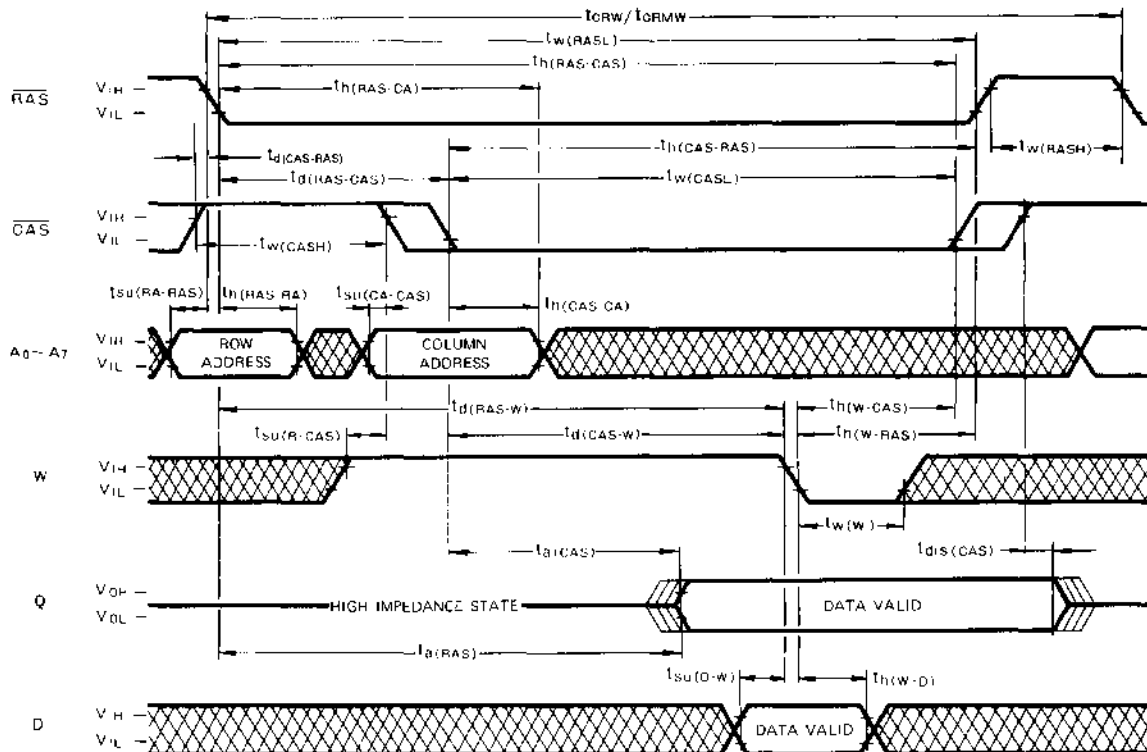 tCRW/tCRMW
tw(RASL)
th(RAS-CAS)
th(RAS-CA)
RAS
VIH
VIL
td(CAS-RAS)
th(CAS-RAS)
tw(RASH)
td(RAS-CAS)
tw(CASL)
CAS
VIH
VIL
tw(CASH)
tsu(RA-RAS)
th(RAS-RA)
tsu(CA-CAS)
th(CAS-CA)
A0~A7
VIH
VIL
ROW
ADDRESS
COLUMN
ADDRESS
td(RAS-W)
th(W-CAS)
tsu(R-CAS)
td(CAS-W)
th(W-RAS)
W
VIH
VIL
tw(W)
ta(CAS)
tdis(CAS)
Q
VOH
VOL
HIGH IMPEDANCE STATE
DATA VALID
ta(RAS)
tsu(D-W)
th(W-D)
D
VIH
VIL
DATA VALID